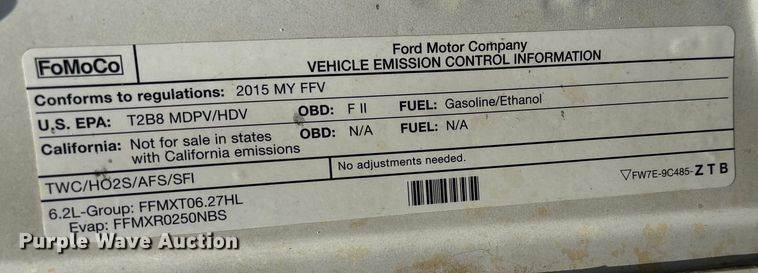 FoMoCo
Ford Motor Company
VEHICLE EMISSION CONTROL INFORMATION
Conforms to regulations: 2015 MY FFV
U.S. EPA: T2B8 MDPV/HDV OBD: F II FUEL: Gasoline/Ethanol
California: Not for sale in states with California emissions OBD: N/A FUEL: N/A
TWC/HO2S/AFS/SFI
No adjustments needed.
6.2L-Group: FFMXT06.27HL
Evap: FFMXR0250NBS
▽FW7E-9C485-ZTB
Purple Wave Auction